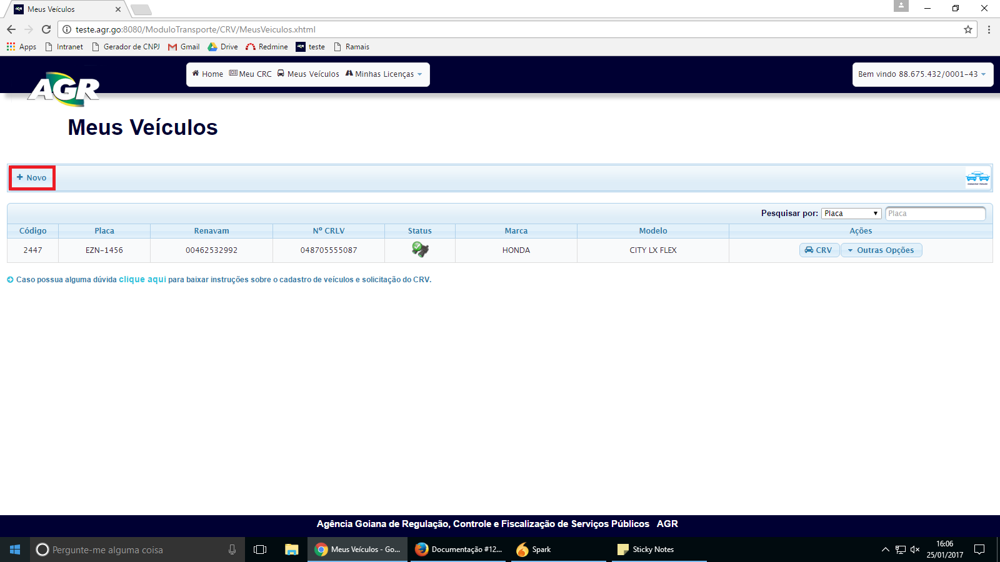 Meus Veículos
teste.agr.go:8080/ModuloTransporte/CRV/MeusVeiculos.xhtml
Apps Intranet Gerador de CNPJ Gmail Drive Redmine teste Ramais
AGR
Home Meu CRC Meus Veículos Minhas Licenças
Bem vindo 88.675.432/0001-43
Meus Veículos
+ Novo
Pesquisar por: Placa Placa
Código Placa Renavam Nº CRLV Status Marca Modelo Ações
2447 EZN-1456 00462532992 048705555087 HONDA CITY LX FLEX CRV Outras Opções
Caso possua alguma dúvida clique aqui para baixar instruções sobre o cadastro de veículos e solicitação do CRV.
Agência Goiana de Regulação, Controle e Fiscalização de Serviços Públicos AGR
Pergunte-me alguma coisa
Meus Veículos - Go...
Documentação #12...
Spark
Sticky Notes
16:06
25/01/2017